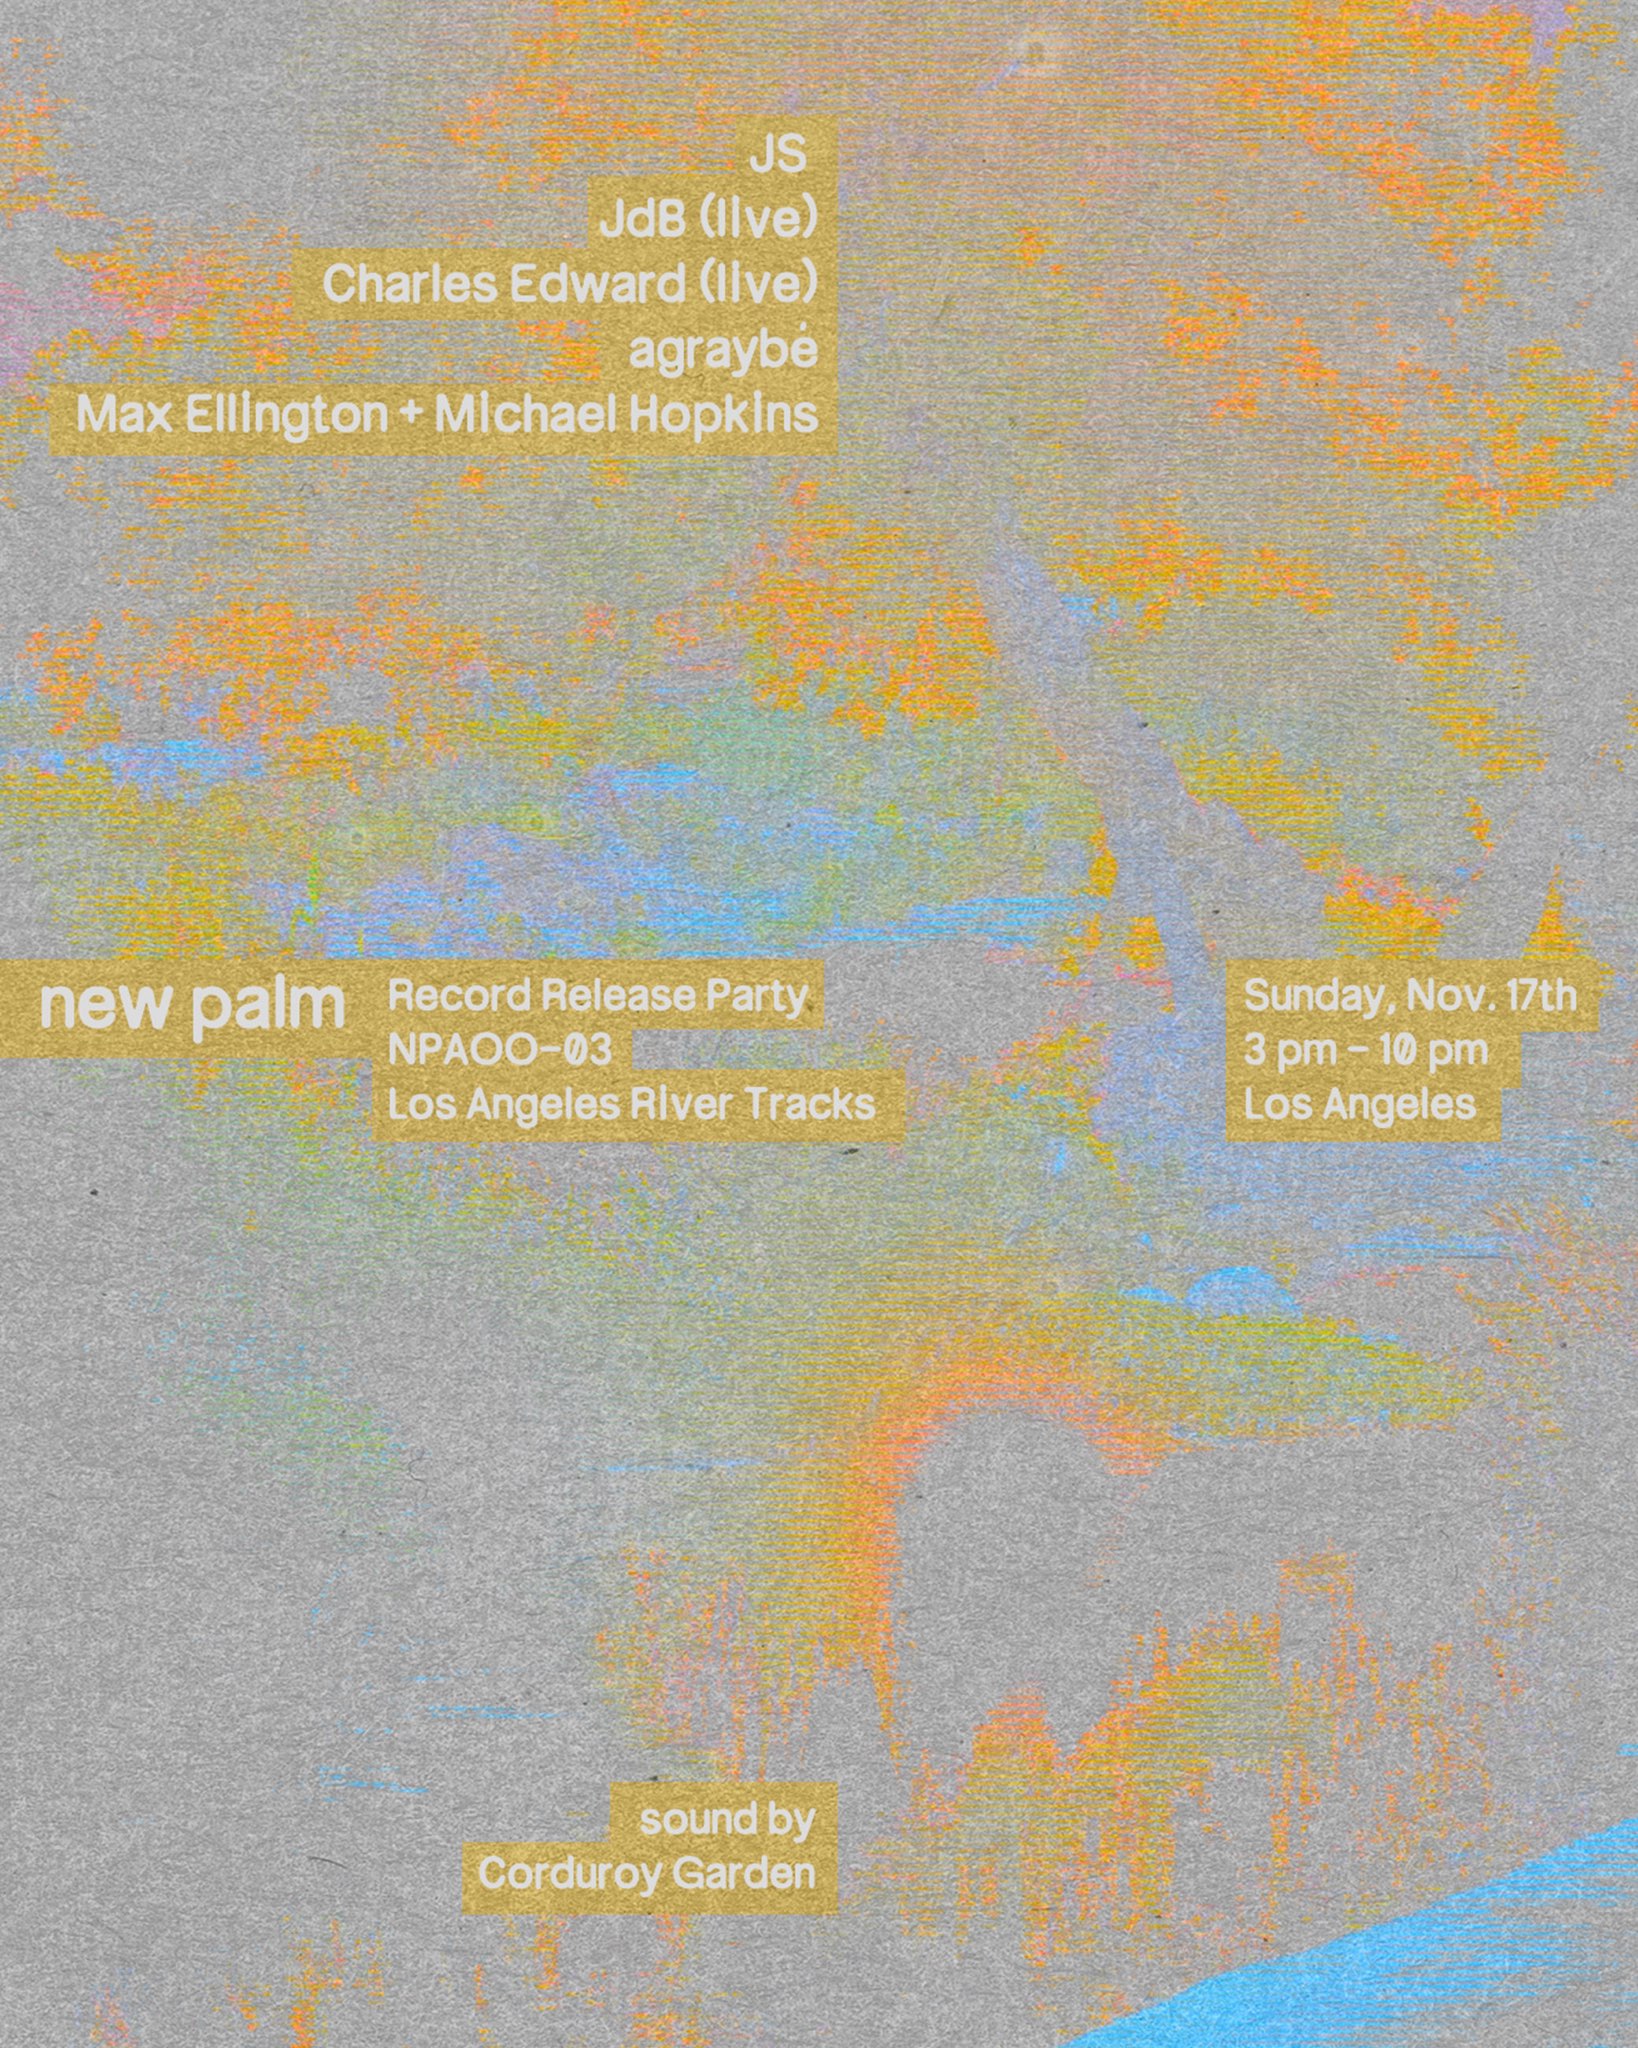 JS
JdB (live)
Charles Edward (live)
agraybė
Max Ellington + Michael Hopkins
new palm
Record Release Party
NPAOO-03
Los Angeles River Tracks
Sunday, Nov. 17th
3 pm - 10 pm
Los Angeles
sound by
Corduroy Garden